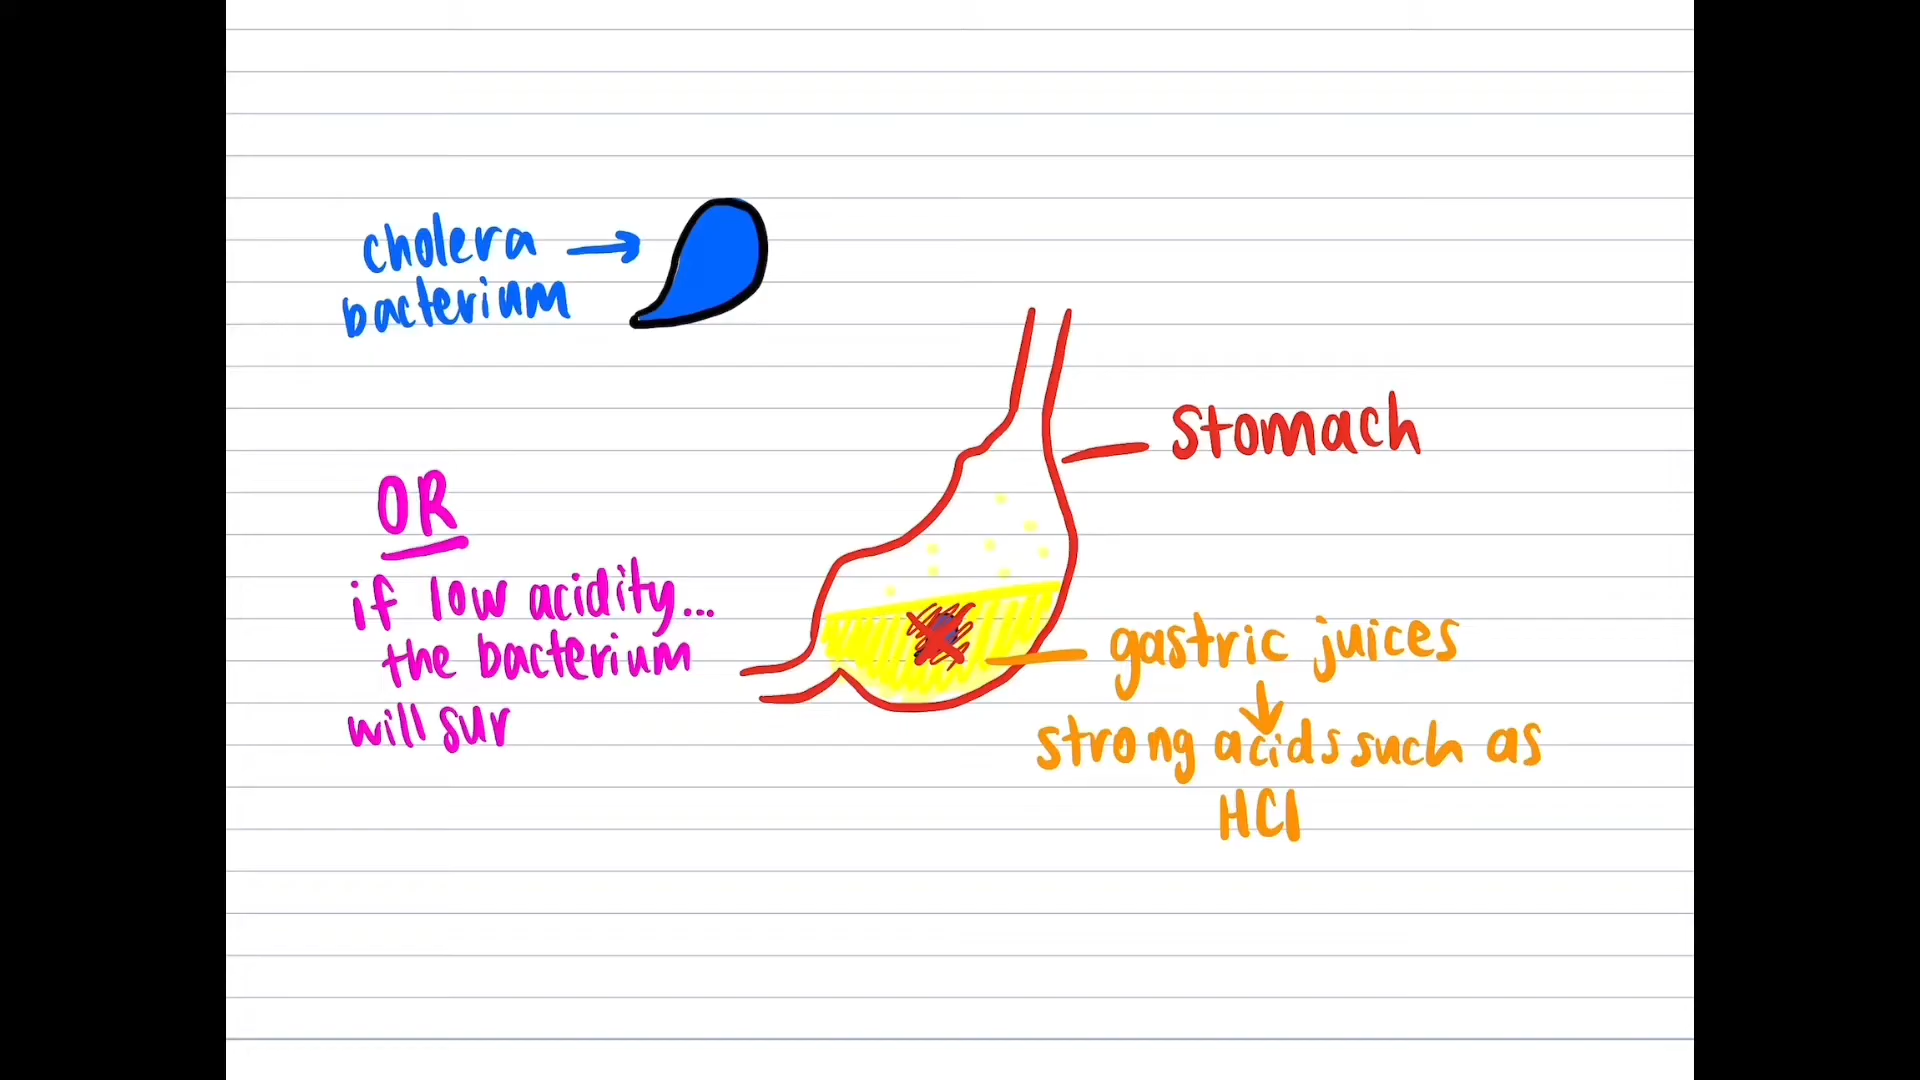 cholera
bacterium
stomach
OR
if low acidity...
the bacterium
will sur
gastric juices
strong acids such as
HCl